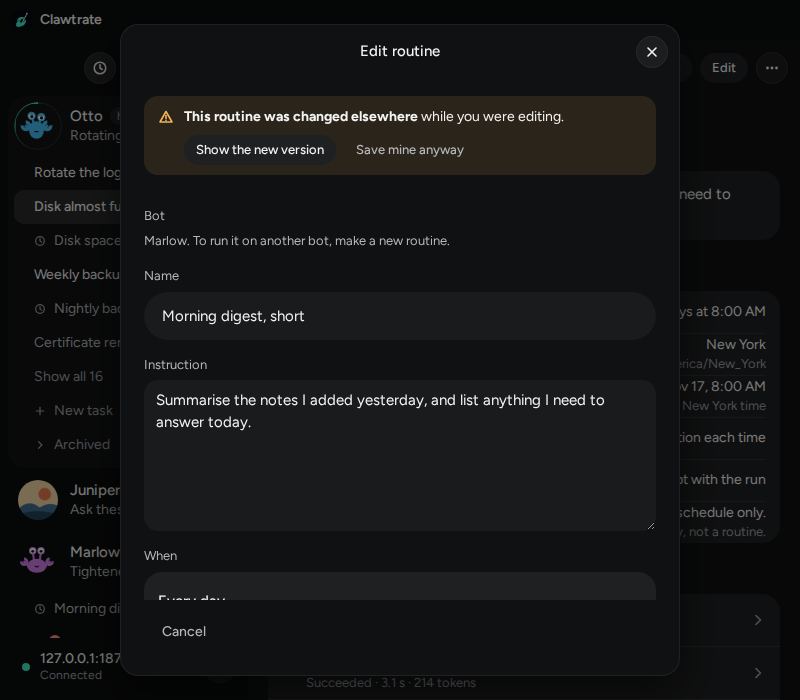 Clawtrate
Edit routine
Edit
Otto
Rotating
This routine was changed elsewhere while you were editing.
Show the new version
Save mine anyway
Rotate the log
Disk almost fu
Disk space
Weekly backu
Nightly bac
Certificate rer
Show all 16
New task
Archived
Juniper
Ask thes
Marlow
Tightene
Morning di
127.0.0.1:187
Connected
Bot
Marlow. To run it on another bot, make a new routine.
Name
Morning digest, short
Instruction
Summarise the notes I added yesterday, and list anything I need to
answer today.
When
Every day
Cancel
need to
ys at 8:00 AM
New York
erica/New_York
v 17, 8:00 AM
New York time
tion each time
ot with the run
schedule only.
y, not a routine.
Succeeded · 3.1 s · 214 tokens